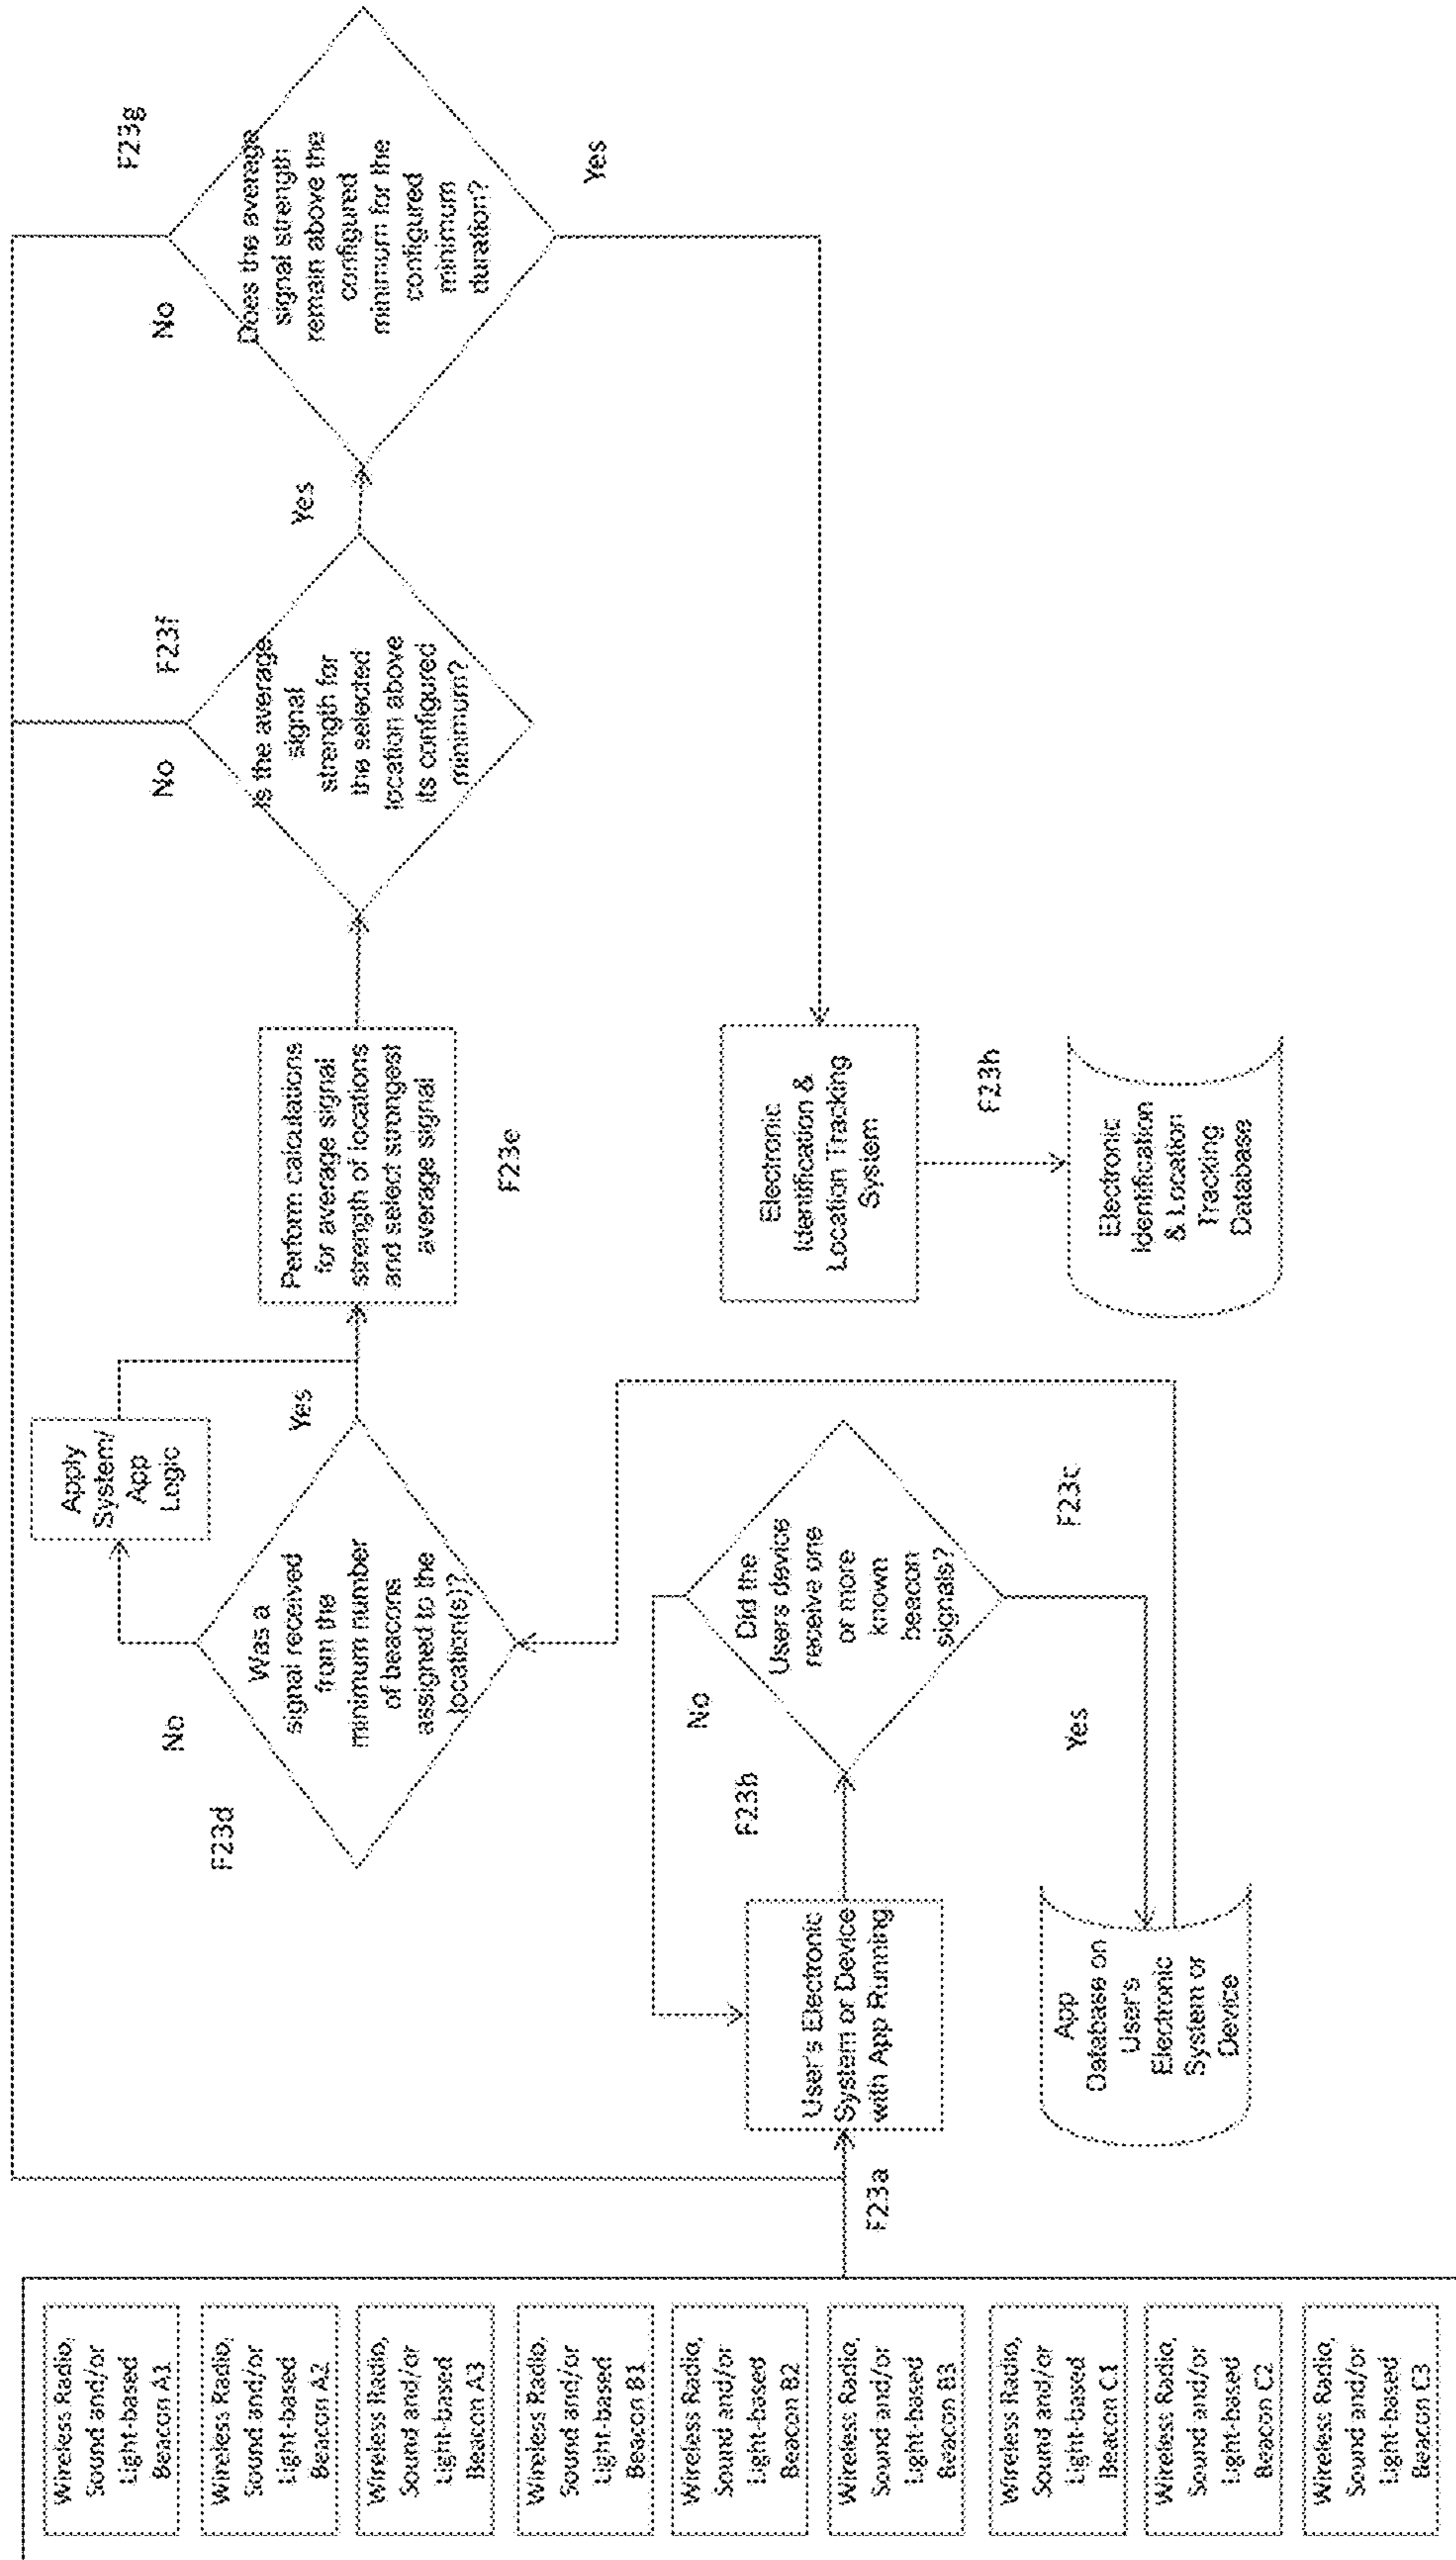 Wireless Radio,
Sound and/or
Light-based
Beacon A1
Wireless Radio,
Sound and/or
Light-based
Beacon A2
Wireless Radio,
Sound and/or
Light-based
Beacon A3
Wireless Radio,
Sound and/or
Light-based
Beacon B1
Wireless Radio,
Sound and/or
Light-based
Beacon B2
Wireless Radio,
Sound and/or
Light-based
Beacon B3
Wireless Radio,
Sound and/or
Light-based
Beacon C1
Wireless Radio,
Sound and/or
Light-based
Beacon C2
Wireless Radio,
Sound and/or
Light-based
Beacon C3
F23a
User's Electronic
System or Device
with App Running
F23b
No
Did the
Users device
receive one
or more
known
beacon
signals?
Yes
F23c
App
Database on
User's
Electronic
System or
Device
F23d
No
Was a
signal received
from the
minimum number
of beacons
assigned to the
location(s)?
Yes
Apply
System/
App
Logic
Perform calculations
for average signal
strength of locations
and select strongest
average signal
F23e
No
Is the average
signal
strength for
the selected
location above
its configured
minimum?
F23f
Yes
No
Does the average
signal strength
remain above the
configured
minimum for the
configured
minimum
duration?
F23g
Yes
Electronic
Identification &
Location Tracking
System
F23h
Electronic
Identification
& Location
Tracking
Database